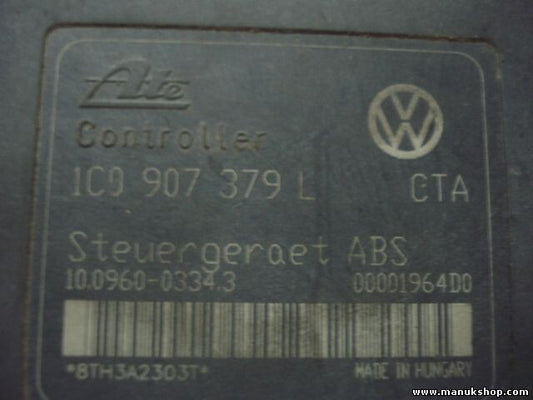 Ate
Controller
1C0 907 379 L CTA
Steuergeraet ABS
10.0960-0334.3 00001964D0
*8TH3A2303T* MADE IN HUNGARY
www.manukshop.com